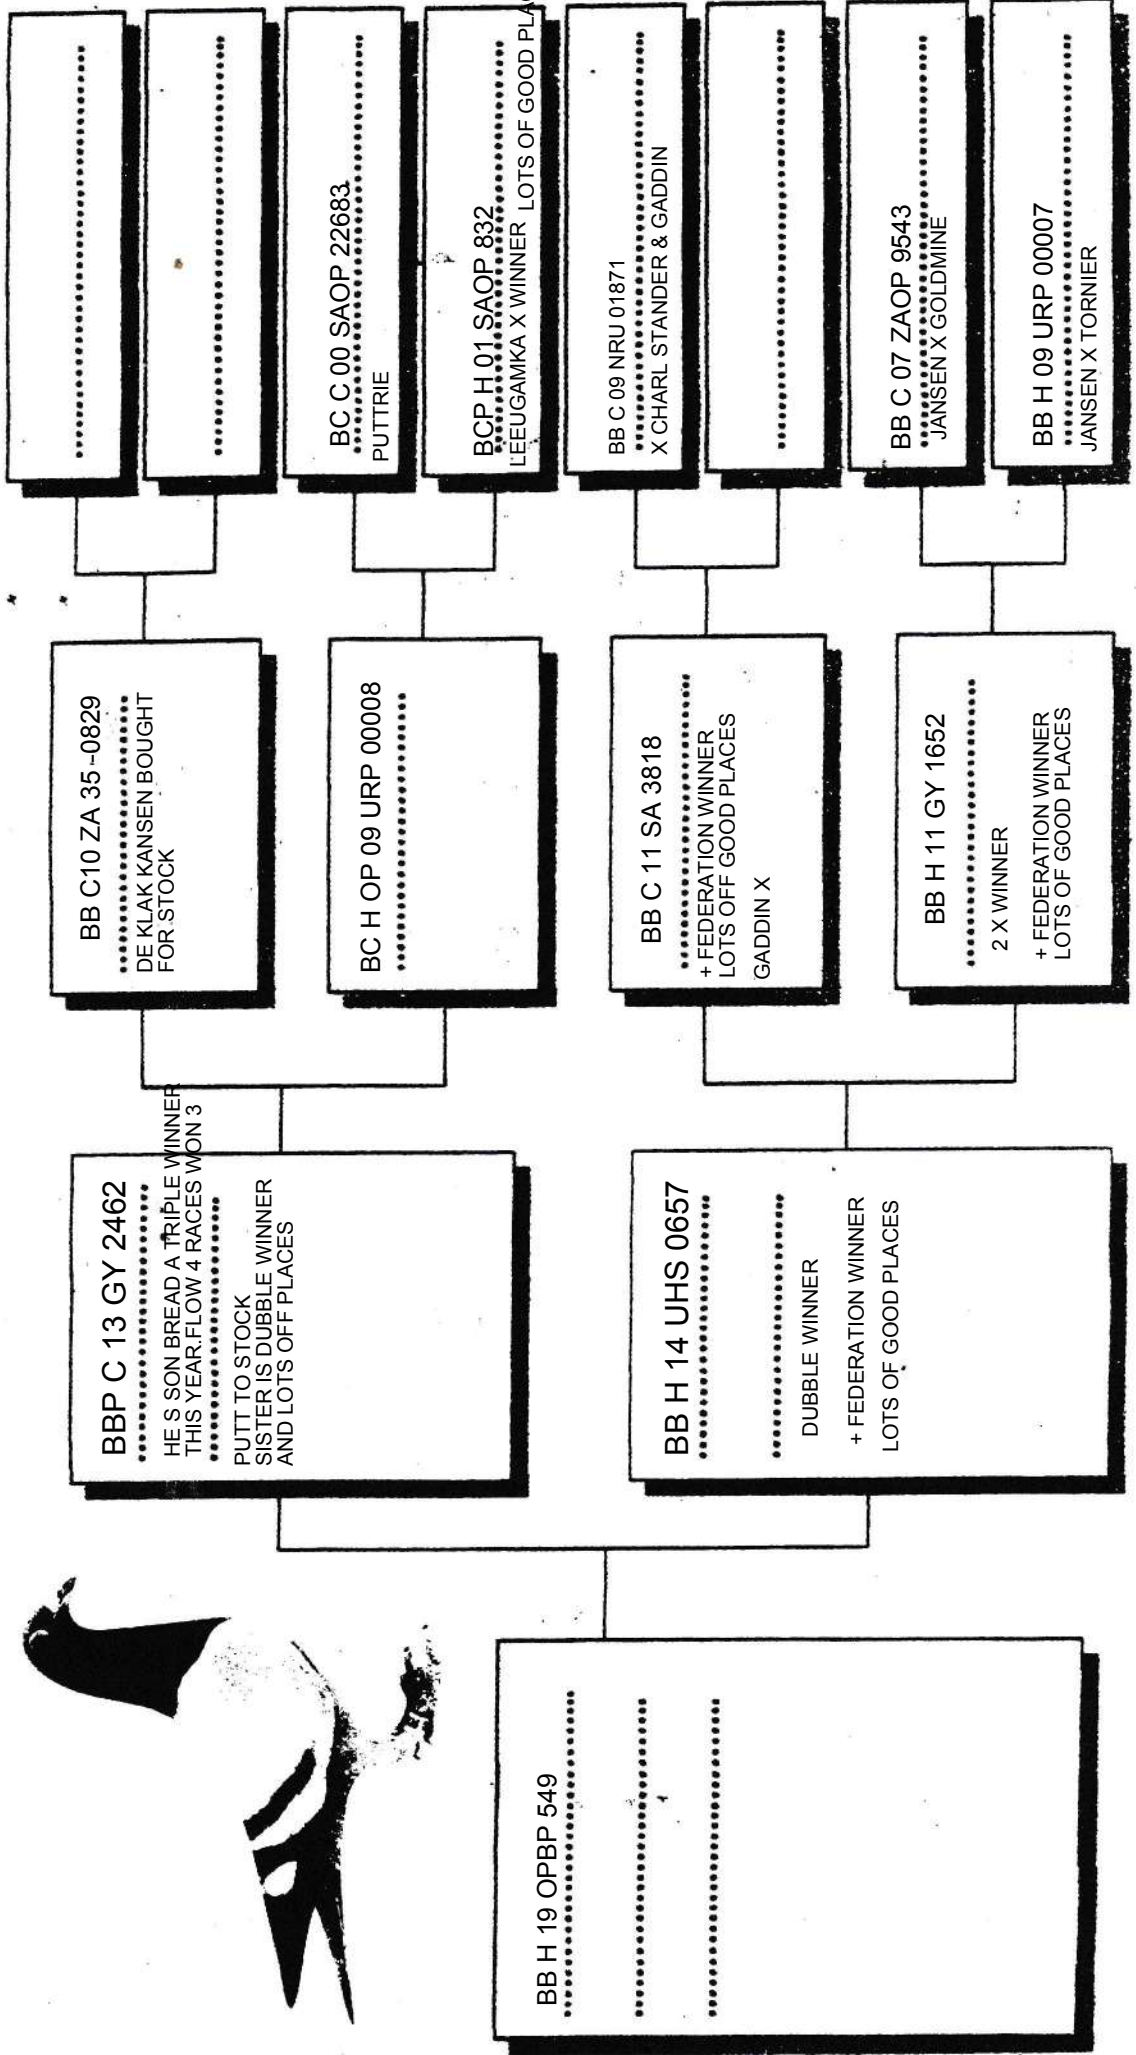 BB H 19 OPBP 549
BBP C 13 GY 2462
HE S SON BREAD A TRIPLE WINNER
THIS YEAR.FLOW 4 RACES WON 3
PUTT TO STOCK
SISTER IS DUBBLE WINNER
AND LOTS OFF PLACES
BB H 14 UHS 0657
DUBBLE WINNER
+ FEDERATION WINNER
LOTS OF GOOD PLACES
BB C10 ZA 35 -0829
DE KLAK KANSEN BOUGHT
FOR STOCK
BC H OP 09 URP 00008
BB C 11 SA 3818
+ FEDERATION WINNER
LOTS OFF GOOD PLACES
GADDIN X
BB H 11 GY 1652
2 X WINNER
+ FEDERATION WINNER
LOTS OF GOOD PLACES
BC C 00 SAOP 22683
PUTTRIE
BCP H 01 SAOP 832
LEEUGAMKA X WINNER
LOTS OF GOOD
BB C 09 NRU 01871
X CHARL STANDER & GADDIN
BB C 07 ZAOP 9543
JANSEN X GOLDMINE
BB H 09 URP 00007
JANSEN X TORNIER